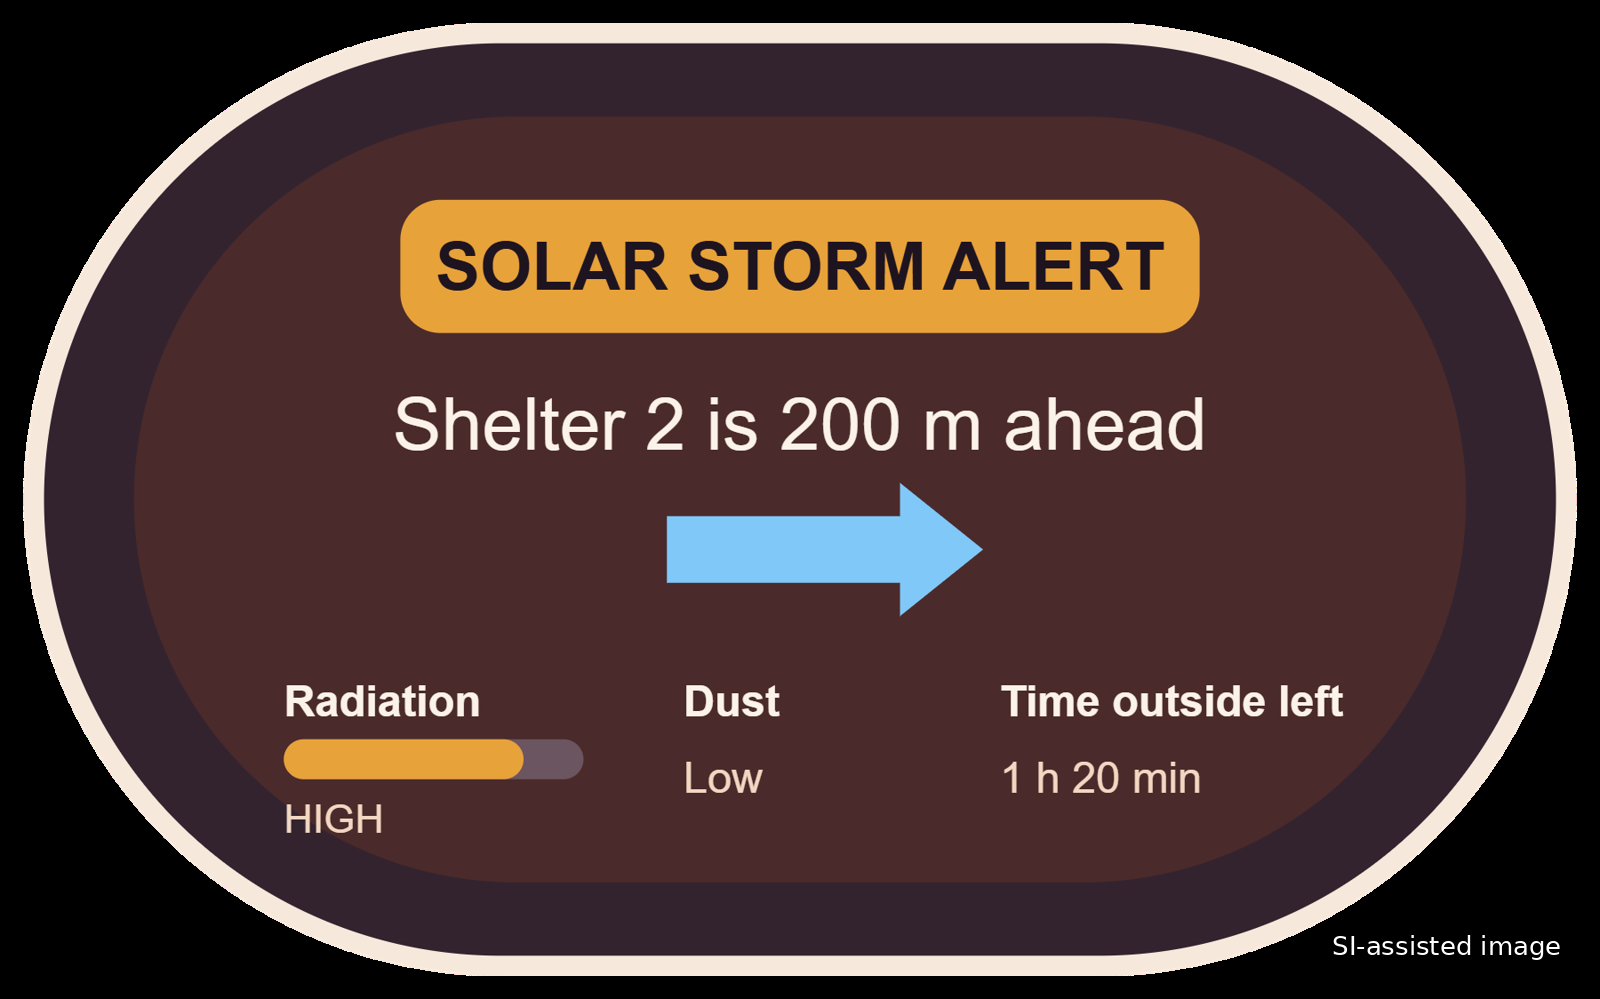 SOLAR STORM ALERT
Shelter 2 is 200 m ahead
Radiation
HIGH
Dust
Low
Time outside left
1 h 20 min
SI-assisted image